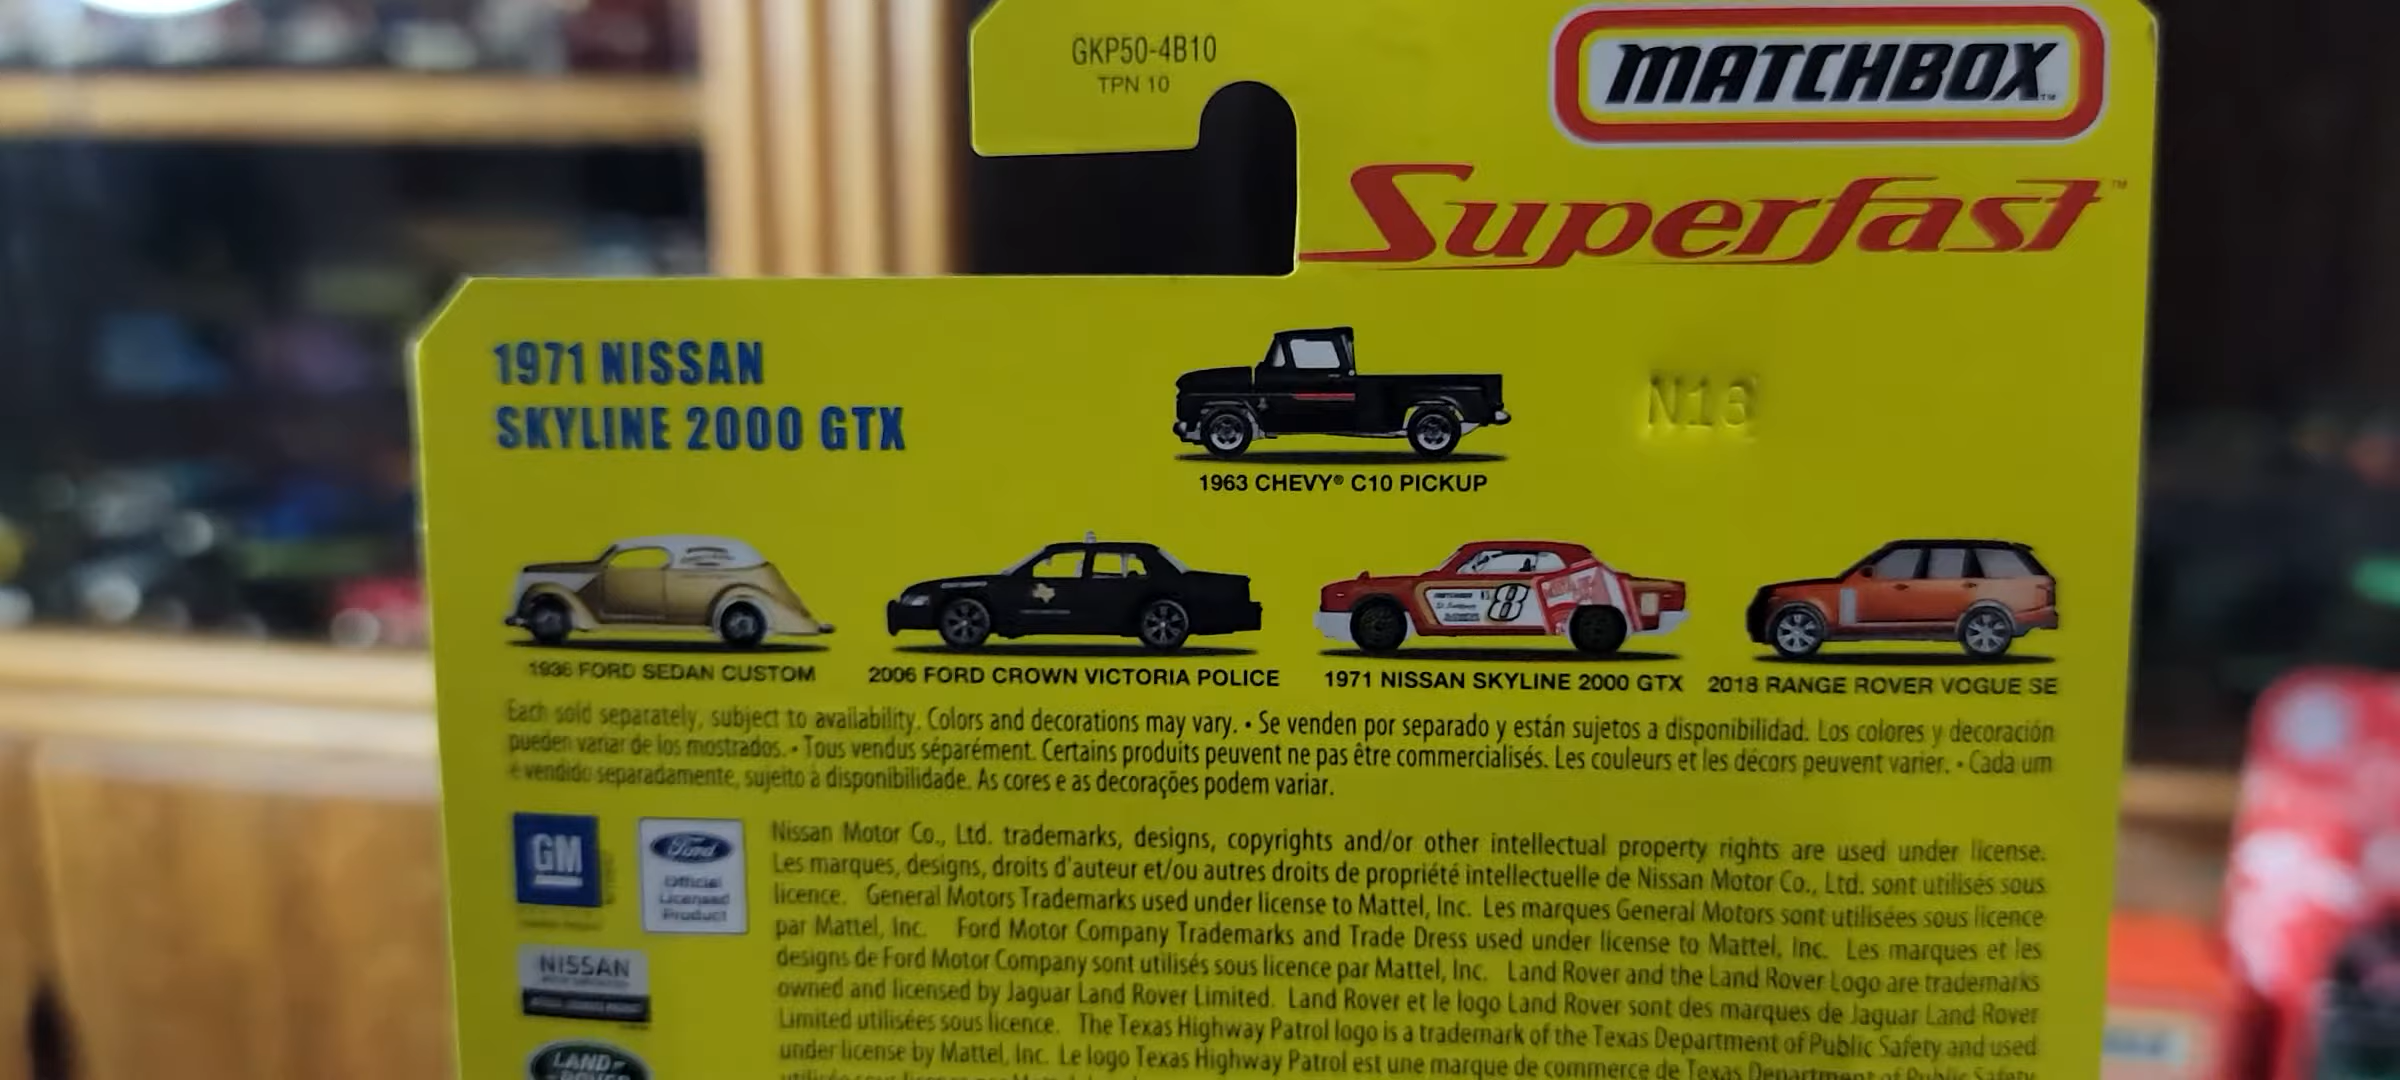 GKP50-4B10
TPN 10
MATCHBOX™
Superfast™
1971 NISSAN
SKYLINE 2000 GTX
N13
1963 CHEVY® C10 PICKUP
8
1936 FORD SEDAN CUSTOM
2006 FORD CROWN VICTORIA POLICE
1971 NISSAN SKYLINE 2000 GTX
2018 RANGE ROVER VOGUE SE
Each sold separately, subject to availability. Colors and decorations may vary. • Se venden por separado y están sujetos a disponibilidad. Los colores y decoración
pueden variar de los mostrados. • Tous vendus séparément. Certains produits peuvent ne pas être commercialisés. Les couleurs et les décors peuvent varier. • Cada um
é vendido separadamente, sujeito à disponibilidade. As cores e as decorações podem variar.
GM
Ford
Official
Licensed
Product
NISSAN
LAND-
ROVER
Nissan Motor Co., Ltd. trademarks, designs, copyrights and/or other intellectual property rights are used under license.
Les marques, designs, droits d'auteur et/ou autres droits de propriété intellectuelle de Nissan Motor Co., Ltd. sont utilisés sous
licence. General Motors Trademarks used under license to Mattel, Inc. Les marques General Motors sont utilisées sous licence
par Mattel, Inc. Ford Motor Company Trademarks and Trade Dress used under license to Mattel, Inc. Les marques et les
designs de Ford Motor Company sont utilisés sous licence par Mattel, Inc. Land Rover and the Land Rover Logo are trademarks
owned and licensed by Jaguar Land Rover Limited. Land Rover et le logo Land Rover sont des marques de Jaguar Land Rover
Limited utilisées sous licence. The Texas Highway Patrol logo is a trademark of the Texas Department of Public Safety and used
under license by Mattel, Inc. Le logo Texas Highway Patrol est une marque de commerce de Texas Department of Public Safety